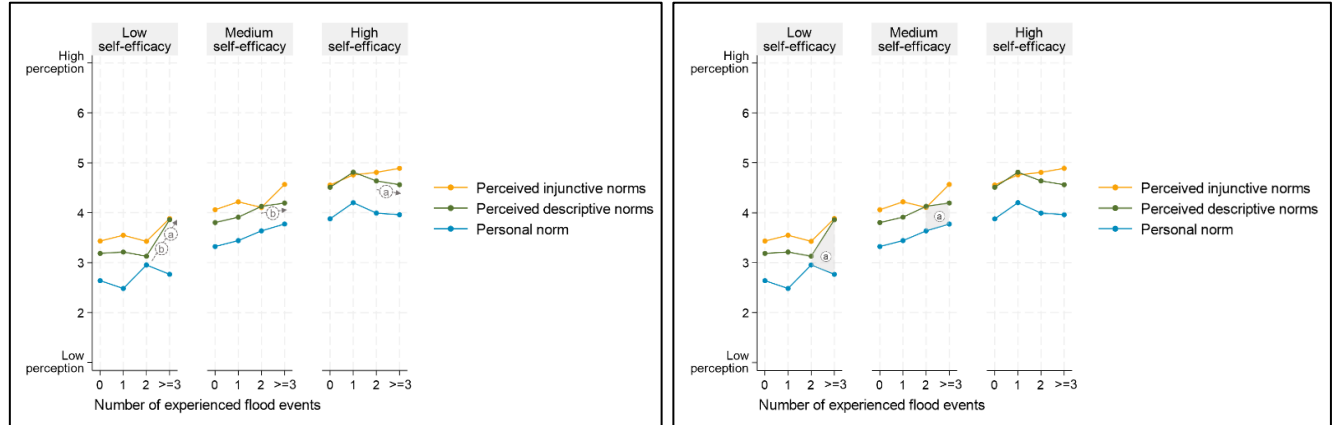 Low
self-efficacy
Medium
self-efficacy
High
self-efficacy
High
perception
6
5
4
3
2
Low
perception
0 1 2 >=3
0 1 2 >=3
0 1 2 >=3
Number of experienced flood events
a
b
b
a
Perceived injunctive norms
Perceived descriptive norms
Personal norm
Low
self-efficacy
Medium
self-efficacy
High
self-efficacy
High
perception
6
5
4
3
2
Low
perception
0 1 2 >=3
0 1 2 >=3
0 1 2 >=3
Number of experienced flood events
a
a
Perceived injunctive norms
Perceived descriptive norms
Personal norm